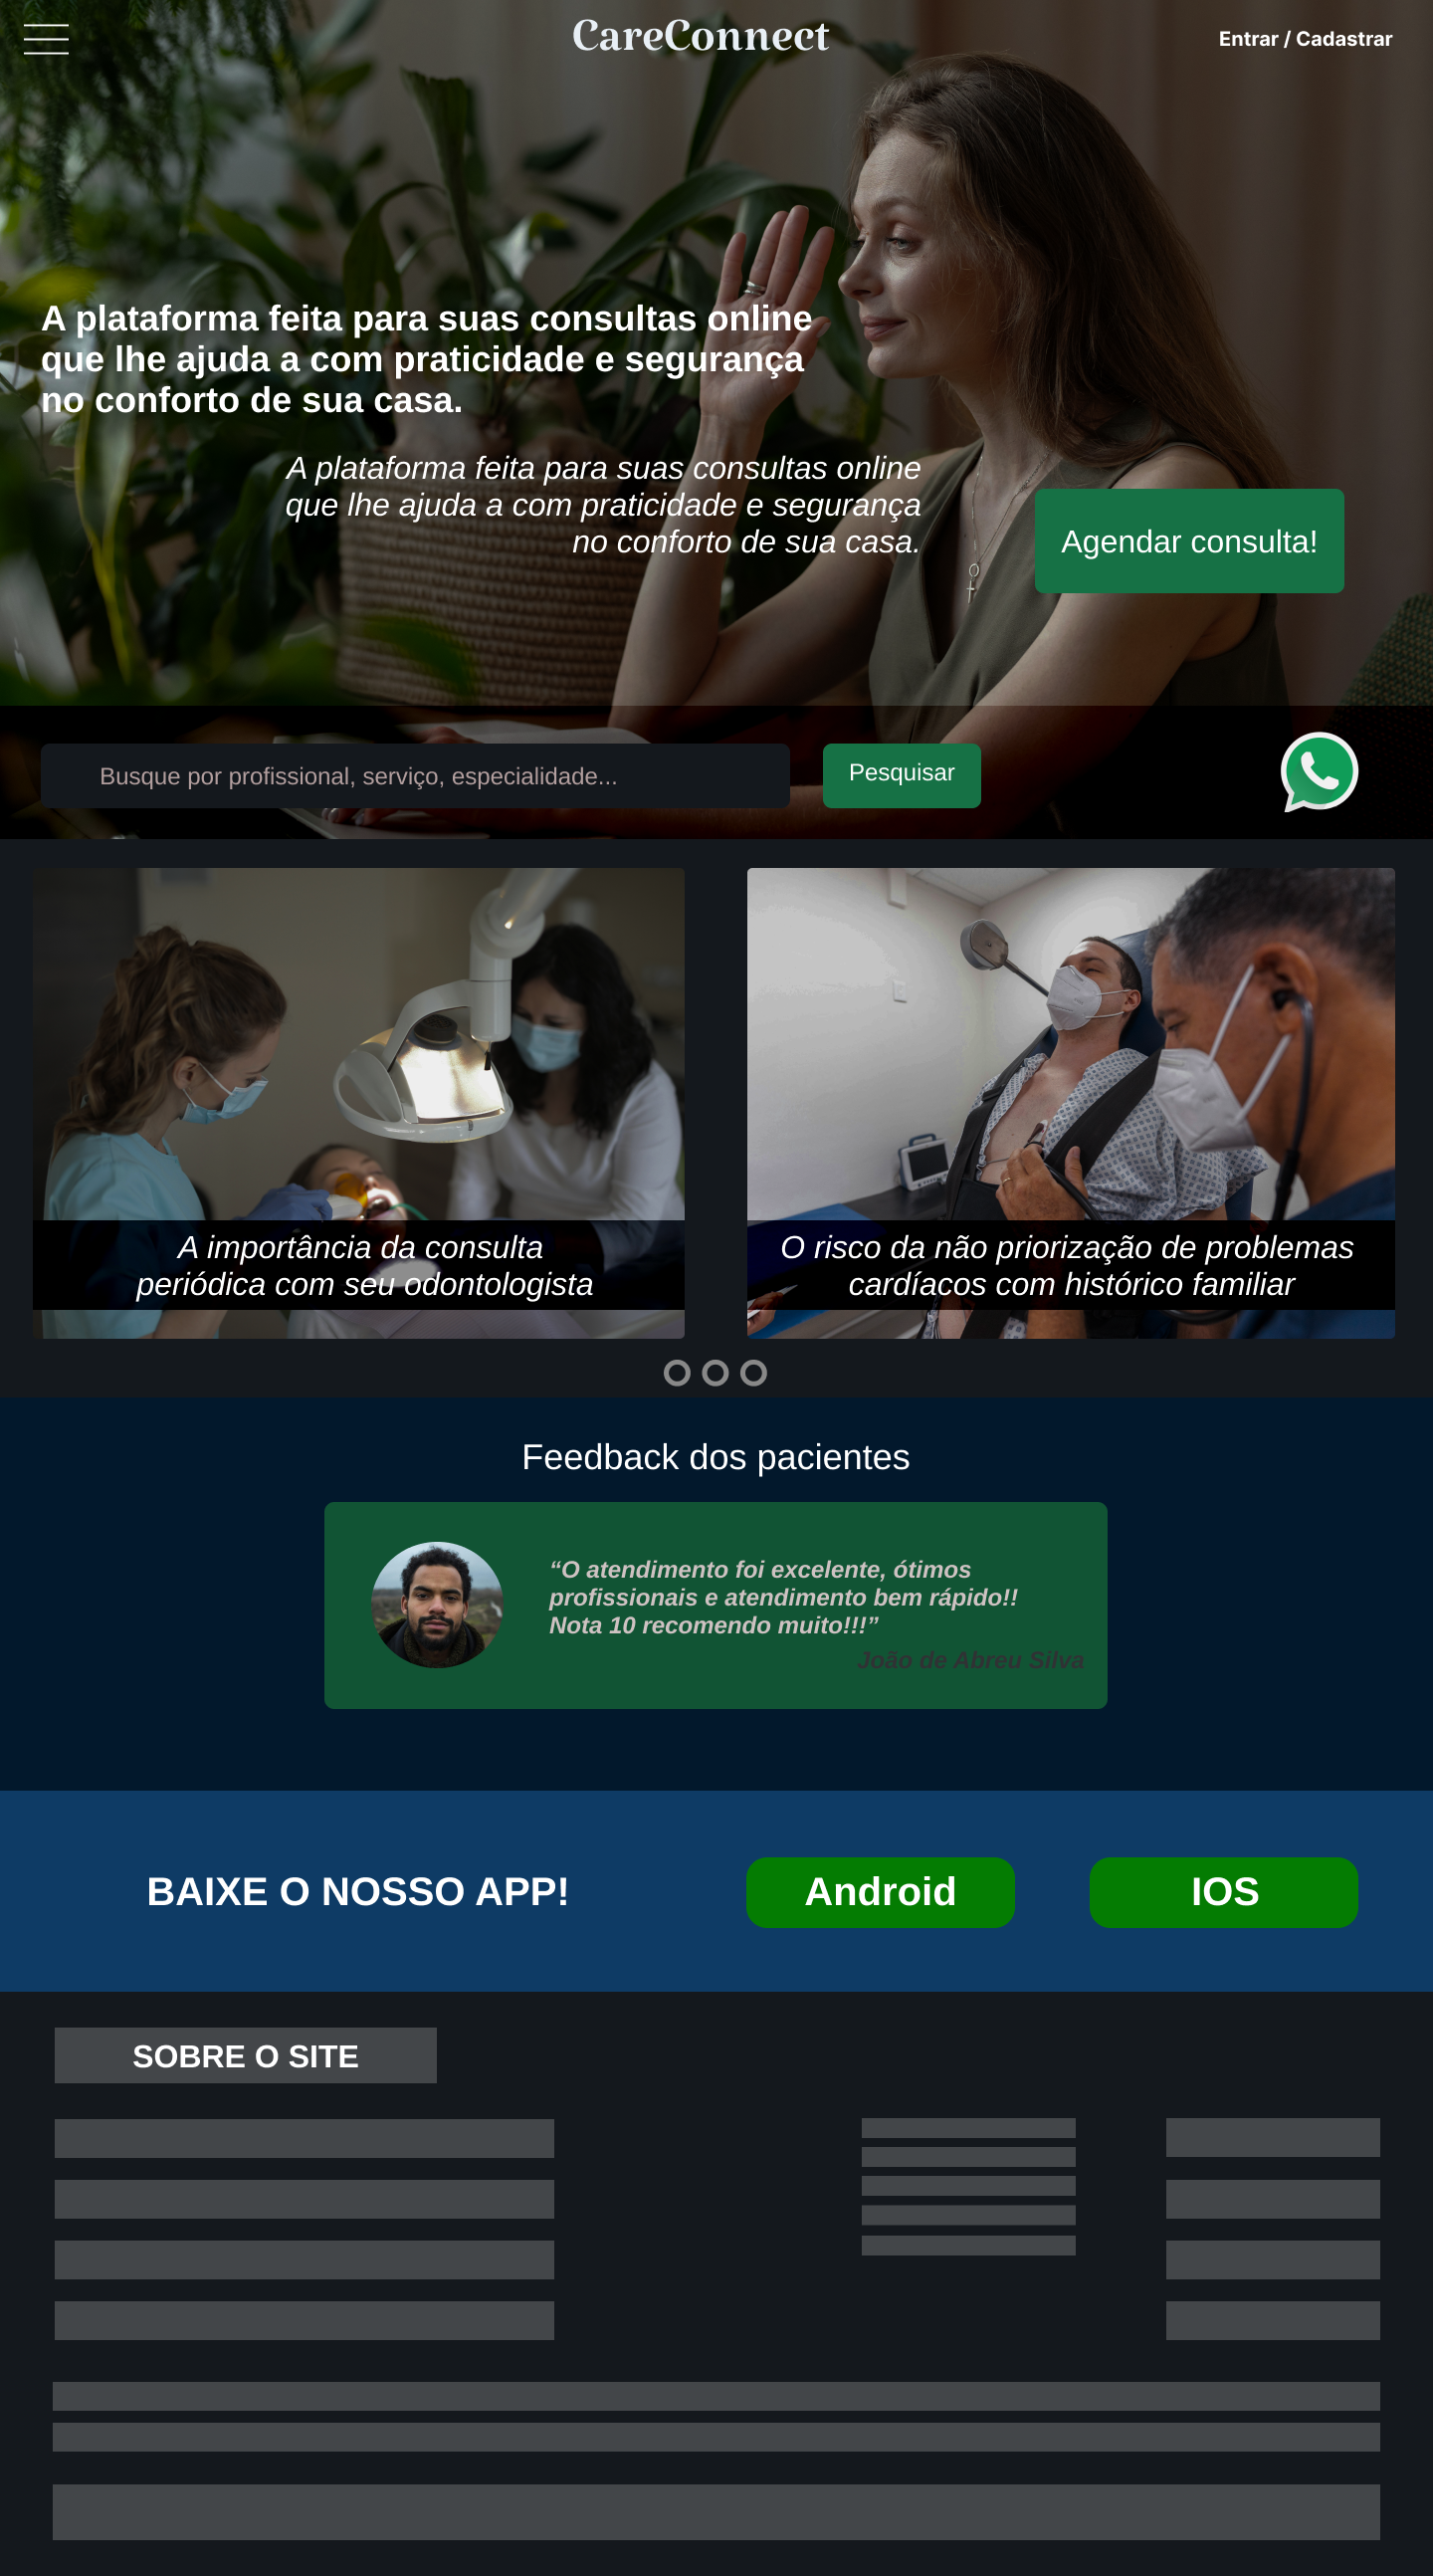 CareConnect
Entrar / Cadastrar
A plataforma feita para suas consultas online
que lhe ajuda a com praticidade e segurança
no conforto de sua casa.
A plataforma feita para suas consultas online
que lhe ajuda a com praticidade e segurança
no conforto de sua casa.
Agendar consulta!
Busque por profissional, serviço, especialidade...
Pesquisar
A importância da consulta
periódica com seu odontologista
O risco da não priorização de problemas
cardíacos com histórico familiar
Feedback dos pacientes
“O atendimento foi excelente, ótimos
profissionais e atendimento bem rápido!!
Nota 10 recomendo muito!!!”
João de Abreu Silva
BAIXE O NOSSO APP!
Android
IOS
SOBRE O SITE